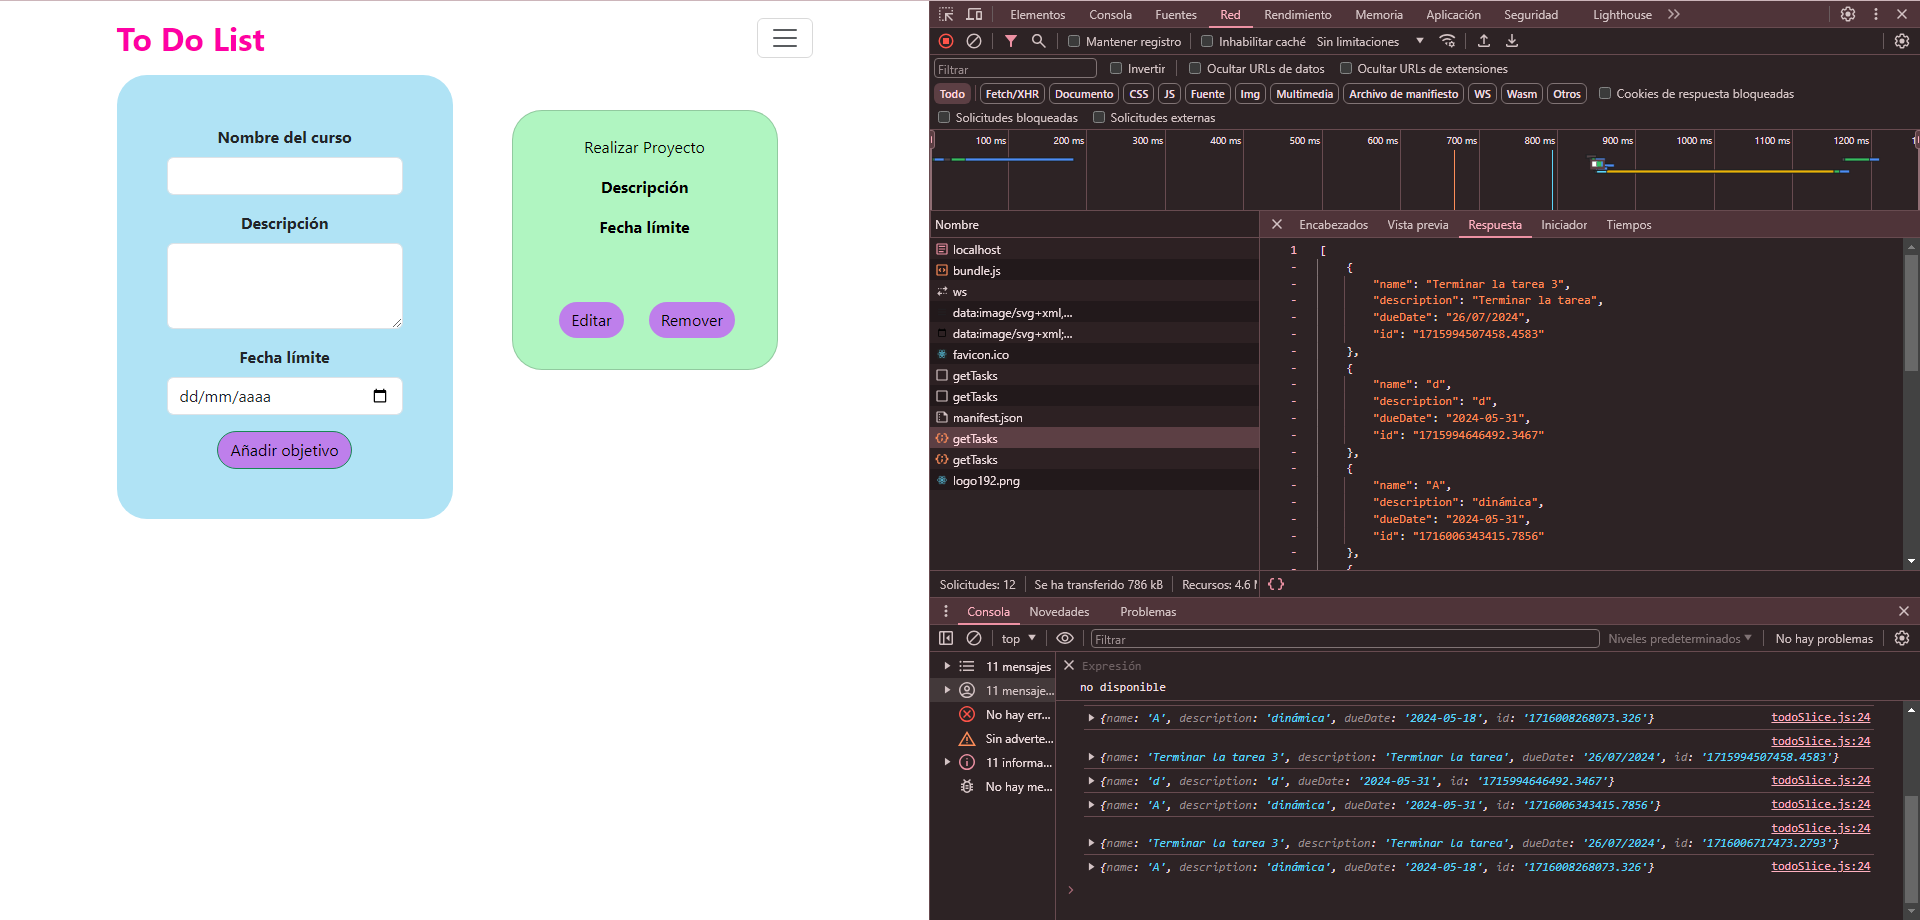 To Do List
Nombre del curso
Descripción
Fecha límite
dd/mm/aaaa
Añadir objetivo
Realizar Proyecto
Descripción
Fecha límite
Editar Remover
Elementos Consola Fuentes Red Rendimiento Memoria Aplicación Seguridad Lighthouse
Mantener registro Inhabilitar caché Sin limitaciones
Filtrar Invertir Ocultar URLs de datos Ocultar URLs de extensiones
Todo Fetch/XHR Documento CSS JS Fuente Img Multimedia Archivo de manifiesto WS Wasm Otros Cookies de respuesta bloqueadas
Solicitudes bloqueadas Solicitudes externas
100 ms 200 ms 300 ms 400 ms 500 ms 600 ms 700 ms 800 ms 900 ms 1000 ms 1100 ms 1200 ms
Nombre
localhost
bundle.js
ws
data:image/svg+xml,...
data:image/svg+xml;...
favicon.ico
getTasks
getTasks
manifest.json
getTasks
getTasks
logo192.png
Encabezados Vista previa Respuesta Iniciador Tiempos
1 [
- {
- "name": "Terminar la tarea 3",
- "description": "Terminar la tarea",
- "dueDate": "26/07/2024",
- "id": "1715994507458.4583"
- },
- {
- "name": "d",
- "description": "d",
- "dueDate": "2024-05-31",
- "id": "1715994646492.3467"
- },
- {
- "name": "A",
- "description": "dinámica",
- "dueDate": "2024-05-31",
- "id": "1716006343415.7856"
- },
- {
Solicitudes: 12 Se ha transferido 786 kB Recursos: 4.6 {}
Consola Novedades Problemas
top Filtrar Niveles predeterminados No hay problemas
11 mensajes
11 mensaje...
No hay err...
Sin adverte...
11 informa...
No hay me...
Expresión
no disponible
{name: 'A', description: 'dinámica', dueDate: '2024-05-18', id: '1716008268073.326'} todoSlice.js:24
todoSlice.js:24
{name: 'Terminar la tarea 3', description: 'Terminar la tarea', dueDate: '26/07/2024', id: '1715994507458.4583'}
{name: 'd', description: 'd', dueDate: '2024-05-31', id: '1715994646492.3467'} todoSlice.js:24
{name: 'A', description: 'dinámica', dueDate: '2024-05-31', id: '1716006343415.7856'} todoSlice.js:24
todoSlice.js:24
{name: 'Terminar la tarea 3', description: 'Terminar la tarea', dueDate: '26/07/2024', id: '1716006717473.2793'}
{name: 'A', description: 'dinámica', dueDate: '2024-05-18', id: '1716008268073.326'} todoSlice.js:24